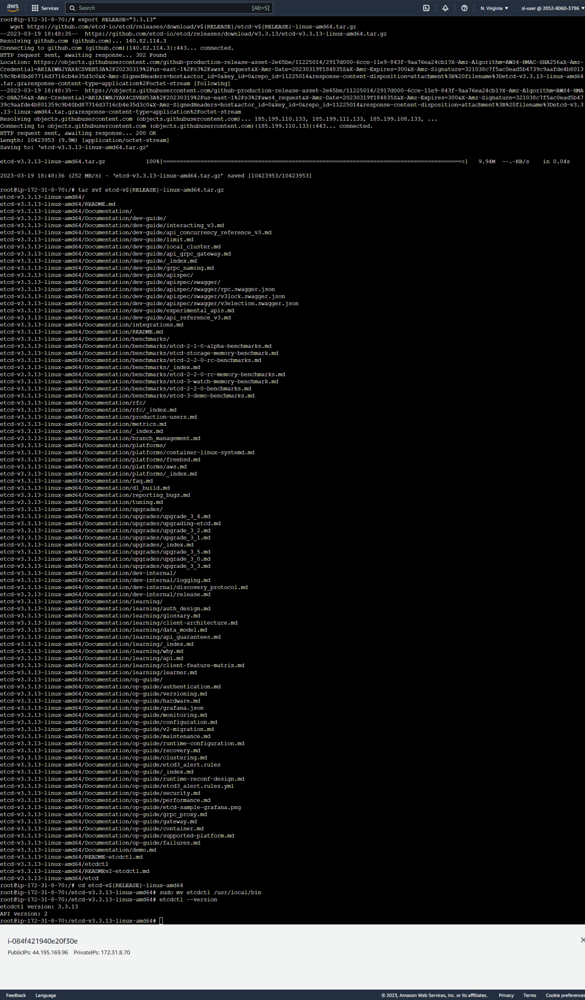 aws Services Search [Alt+S] N. Virginia ▼ sl-user @ 2052-8060-3796 ▼
root@ip-172-31-8-70:/# export RELEASE="3.3.13"
wget https://github.com/etcd-io/etcd/releases/download/v${RELEASE}/etcd-v${RELEASE}-linux-amd64.tar.gz
--2023-03-19 18:48:35-- https://github.com/etcd-io/etcd/releases/download/v3.3.13/etcd-v3.3.13-linux-amd64.tar.gz
Resolving github.com (github.com)... 140.82.114.3
Connecting to github.com (github.com)|140.82.114.3|:443... connected.
HTTP request sent, awaiting response... 302 Found
Location: https://objects.githubusercontent.com/github-production-release-asset-2e65be/11225014/2917d000-6cce-11e9-843f-9aa76ea24cb1?X-Amz-Algorithm=AWS4-HMAC-SHA256&X-Amz-
Credential=AKIAIWNJYAX4CSVEH53A%2F20230319%2Fus-east-1%2Fs3%2Faws4_request&X-Amz-Date=20230319T184835Z&X-Amz-Expires=300&X-Amz-Signature=321038c7f5ac0ead5b4739c9aafde4b8013
59c9b40bd87716d3716cb4e35d3c0&X-Amz-SignedHeaders=host&actor_id=0&key_id=0&repo_id=11225014&response-content-disposition=attachment%3B%20filename%3Detcd-v3.3.13-linux-amd64
.tar.gz&response-content-type=application%2Foctet-stream [following]
--2023-03-19 18:48:35-- https://objects.githubusercontent.com/github-production-release-asset-2e65be/11225014/2917d000-6cce-11e9-843f-9aa76ea24cb1?X-Amz-Algorithm=AWS4-HMA
C-SHA256&X-Amz-Credential=AKIAIWNJYAX4CSVEH53A%2F20230319%2Fus-east-1%2Fs3%2Faws4_request&X-Amz-Date=20230319T184835Z&X-Amz-Expires=300&X-Amz-Signature=321038c7f5ac0ead5b47
39c9aafde4b801359c9b40bd87716d3716cb4e35d3c0&X-Amz-SignedHeaders=host&actor_id=0&key_id=0&repo_id=11225014&response-content-disposition=attachment%3B%20filename%3Detcd-v3.3
.13-linux-amd64.tar.gz&response-content-type=application%2Foctet-stream
Resolving objects.githubusercontent.com (objects.githubusercontent.com)... 185.199.110.133, 185.199.111.133, 185.199.108.133, ...
Connecting to objects.githubusercontent.com (objects.githubusercontent.com)|185.199.110.133|:443... connected.
HTTP request sent, awaiting response... 200 OK
Length: 10423953 (9.9M) [application/octet-stream]
Saving to: ‘etcd-v3.3.13-linux-amd64.tar.gz’
etcd-v3.3.13-linux-amd64.tar.gz 100%[========================================================================================>] 9.94M --.-KB/s in 0.04s
2023-03-19 18:48:36 (252 MB/s) - ‘etcd-v3.3.13-linux-amd64.tar.gz’ saved [10423953/10423953]
root@ip-172-31-8-70:/# tar xvf etcd-v${RELEASE}-linux-amd64.tar.gz
etcd-v3.3.13-linux-amd64/
etcd-v3.3.13-linux-amd64/README.md
etcd-v3.3.13-linux-amd64/Documentation/
etcd-v3.3.13-linux-amd64/Documentation/dev-guide/
etcd-v3.3.13-linux-amd64/Documentation/dev-guide/interacting_v3.md
etcd-v3.3.13-linux-amd64/Documentation/dev-guide/api_concurrency_reference_v3.md
etcd-v3.3.13-linux-amd64/Documentation/dev-guide/limit.md
etcd-v3.3.13-linux-amd64/Documentation/dev-guide/local_cluster.md
etcd-v3.3.13-linux-amd64/Documentation/dev-guide/api_grpc_gateway.md
etcd-v3.3.13-linux-amd64/Documentation/dev-guide/_index.md
etcd-v3.3.13-linux-amd64/Documentation/dev-guide/grpc_naming.md
etcd-v3.3.13-linux-amd64/Documentation/dev-guide/apispec/
etcd-v3.3.13-linux-amd64/Documentation/dev-guide/apispec/swagger/
etcd-v3.3.13-linux-amd64/Documentation/dev-guide/apispec/swagger/rpc.swagger.json
etcd-v3.3.13-linux-amd64/Documentation/dev-guide/apispec/swagger/v3lock.swagger.json
etcd-v3.3.13-linux-amd64/Documentation/dev-guide/apispec/swagger/v3election.swagger.json
etcd-v3.3.13-linux-amd64/Documentation/dev-guide/experimental_apis.md
etcd-v3.3.13-linux-amd64/Documentation/dev-guide/api_reference_v3.md
etcd-v3.3.13-linux-amd64/Documentation/integrations.md
etcd-v3.3.13-linux-amd64/Documentation/README.md
etcd-v3.3.13-linux-amd64/Documentation/benchmarks/
etcd-v3.3.13-linux-amd64/Documentation/benchmarks/etcd-2-1-0-alpha-benchmarks.md
etcd-v3.3.13-linux-amd64/Documentation/benchmarks/etcd-storage-memory-benchmark.md
etcd-v3.3.13-linux-amd64/Documentation/benchmarks/etcd-2-2-0-rc-benchmarks.md
etcd-v3.3.13-linux-amd64/Documentation/benchmarks/_index.md
etcd-v3.3.13-linux-amd64/Documentation/benchmarks/etcd-2-2-0-rc-memory-benchmarks.md
etcd-v3.3.13-linux-amd64/Documentation/benchmarks/etcd-3-watch-memory-benchmark.md
etcd-v3.3.13-linux-amd64/Documentation/benchmarks/etcd-2-2-0-benchmarks.md
etcd-v3.3.13-linux-amd64/Documentation/benchmarks/etcd-3-demo-benchmarks.md
etcd-v3.3.13-linux-amd64/Documentation/rfc/
etcd-v3.3.13-linux-amd64/Documentation/rfc/_index.md
etcd-v3.3.13-linux-amd64/Documentation/production-users.md
etcd-v3.3.13-linux-amd64/Documentation/metrics.md
etcd-v3.3.13-linux-amd64/Documentation/_index.md
etcd-v3.3.13-linux-amd64/Documentation/branch_management.md
etcd-v3.3.13-linux-amd64/Documentation/platforms/
etcd-v3.3.13-linux-amd64/Documentation/platforms/container-linux-systemd.md
etcd-v3.3.13-linux-amd64/Documentation/platforms/freebsd.md
etcd-v3.3.13-linux-amd64/Documentation/platforms/aws.md
etcd-v3.3.13-linux-amd64/Documentation/platforms/_index.md
etcd-v3.3.13-linux-amd64/Documentation/faq.md
etcd-v3.3.13-linux-amd64/Documentation/dl_build.md
etcd-v3.3.13-linux-amd64/Documentation/reporting_bugs.md
etcd-v3.3.13-linux-amd64/Documentation/tuning.md
etcd-v3.3.13-linux-amd64/Documentation/upgrades/
etcd-v3.3.13-linux-amd64/Documentation/upgrades/upgrade_3_4.md
etcd-v3.3.13-linux-amd64/Documentation/upgrades/upgrading-etcd.md
etcd-v3.3.13-linux-amd64/Documentation/upgrades/upgrade_3_2.md
etcd-v3.3.13-linux-amd64/Documentation/upgrades/upgrade_3_1.md
etcd-v3.3.13-linux-amd64/Documentation/upgrades/_index.md
etcd-v3.3.13-linux-amd64/Documentation/upgrades/upgrade_3_5.md
etcd-v3.3.13-linux-amd64/Documentation/upgrades/upgrade_3_0.md
etcd-v3.3.13-linux-amd64/Documentation/upgrades/upgrade_3_3.md
etcd-v3.3.13-linux-amd64/Documentation/dev-internal/
etcd-v3.3.13-linux-amd64/Documentation/dev-internal/logging.md
etcd-v3.3.13-linux-amd64/Documentation/dev-internal/discovery_protocol.md
etcd-v3.3.13-linux-amd64/Documentation/dev-internal/release.md
etcd-v3.3.13-linux-amd64/Documentation/learning/
etcd-v3.3.13-linux-amd64/Documentation/learning/auth_design.md
etcd-v3.3.13-linux-amd64/Documentation/learning/glossary.md
etcd-v3.3.13-linux-amd64/Documentation/learning/client-architecture.md
etcd-v3.3.13-linux-amd64/Documentation/learning/data_model.md
etcd-v3.3.13-linux-amd64/Documentation/learning/api_guarantees.md
etcd-v3.3.13-linux-amd64/Documentation/learning/_index.md
etcd-v3.3.13-linux-amd64/Documentation/learning/why.md
etcd-v3.3.13-linux-amd64/Documentation/learning/api.md
etcd-v3.3.13-linux-amd64/Documentation/learning/client-feature-matrix.md
etcd-v3.3.13-linux-amd64/Documentation/learning/learner.md
etcd-v3.3.13-linux-amd64/Documentation/op-guide/
etcd-v3.3.13-linux-amd64/Documentation/op-guide/authentication.md
etcd-v3.3.13-linux-amd64/Documentation/op-guide/versioning.md
etcd-v3.3.13-linux-amd64/Documentation/op-guide/hardware.md
etcd-v3.3.13-linux-amd64/Documentation/op-guide/grafana.json
etcd-v3.3.13-linux-amd64/Documentation/op-guide/monitoring.md
etcd-v3.3.13-linux-amd64/Documentation/op-guide/configuration.md
etcd-v3.3.13-linux-amd64/Documentation/op-guide/v2-migration.md
etcd-v3.3.13-linux-amd64/Documentation/op-guide/maintenance.md
etcd-v3.3.13-linux-amd64/Documentation/op-guide/runtime-configuration.md
etcd-v3.3.13-linux-amd64/Documentation/op-guide/recovery.md
etcd-v3.3.13-linux-amd64/Documentation/op-guide/clustering.md
etcd-v3.3.13-linux-amd64/Documentation/op-guide/etcd3_alert.rules
etcd-v3.3.13-linux-amd64/Documentation/op-guide/_index.md
etcd-v3.3.13-linux-amd64/Documentation/op-guide/runtime-reconf-design.md
etcd-v3.3.13-linux-amd64/Documentation/op-guide/etcd3_alert.rules.yml
etcd-v3.3.13-linux-amd64/Documentation/op-guide/security.md
etcd-v3.3.13-linux-amd64/Documentation/op-guide/performance.md
etcd-v3.3.13-linux-amd64/Documentation/op-guide/etcd-sample-grafana.png
etcd-v3.3.13-linux-amd64/Documentation/op-guide/grpc_proxy.md
etcd-v3.3.13-linux-amd64/Documentation/op-guide/gateway.md
etcd-v3.3.13-linux-amd64/Documentation/op-guide/container.md
etcd-v3.3.13-linux-amd64/Documentation/op-guide/supported-platform.md
etcd-v3.3.13-linux-amd64/Documentation/op-guide/failures.md
etcd-v3.3.13-linux-amd64/Documentation/demo.md
etcd-v3.3.13-linux-amd64/README-etcdctl.md
etcd-v3.3.13-linux-amd64/etcdctl
etcd-v3.3.13-linux-amd64/READMEv2-etcdctl.md
etcd-v3.3.13-linux-amd64/etcd
root@ip-172-31-8-70:/# cd etcd-v${RELEASE}-linux-amd64
root@ip-172-31-8-70:/etcd-v3.3.13-linux-amd64# sudo mv etcdctl /usr/local/bin
root@ip-172-31-8-70:/etcd-v3.3.13-linux-amd64# etcdctl --version
etcdctl version: 3.3.13
API version: 2
root@ip-172-31-8-70:/etcd-v3.3.13-linux-amd64#
i-084f421940e20f30e
PublicIPs: 44.195.169.96 PrivateIPs: 172.31.8.70
Feedback Language © 2023, Amazon Web Services, Inc. or its affiliates. Privacy Terms Cookie preferences